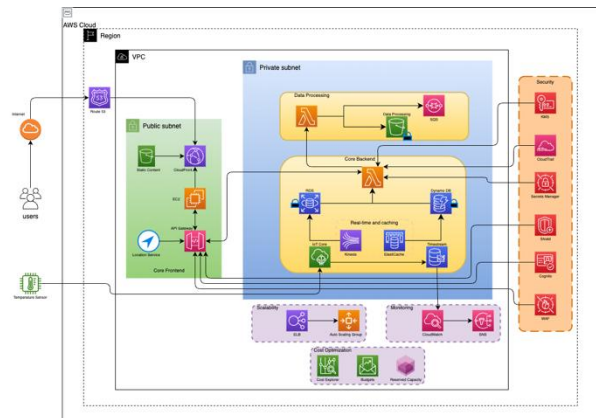 AWS Cloud
Region
VPC
Private subnet
Security
Data Processing
Internet
Route 53
Public subnet
Data Processing
SQS
Static Content
CloudFront
Core Backend
CloudTrail
users
EC2
RDS
Dynamo DB
Secrets Manager
Real-time and caching
API Gateway
Location Service
Core Frontend
IoT Core
Kinesis
ElastiCache
Timestream
Shield
Cognito
Temperature Sensor
WAF
Scalability
Monitoring
ELB
Auto Scaling Group
CloudWatch
SNS
Cost Optimization
Cost Explorer
Budgets
Reserved Capacity